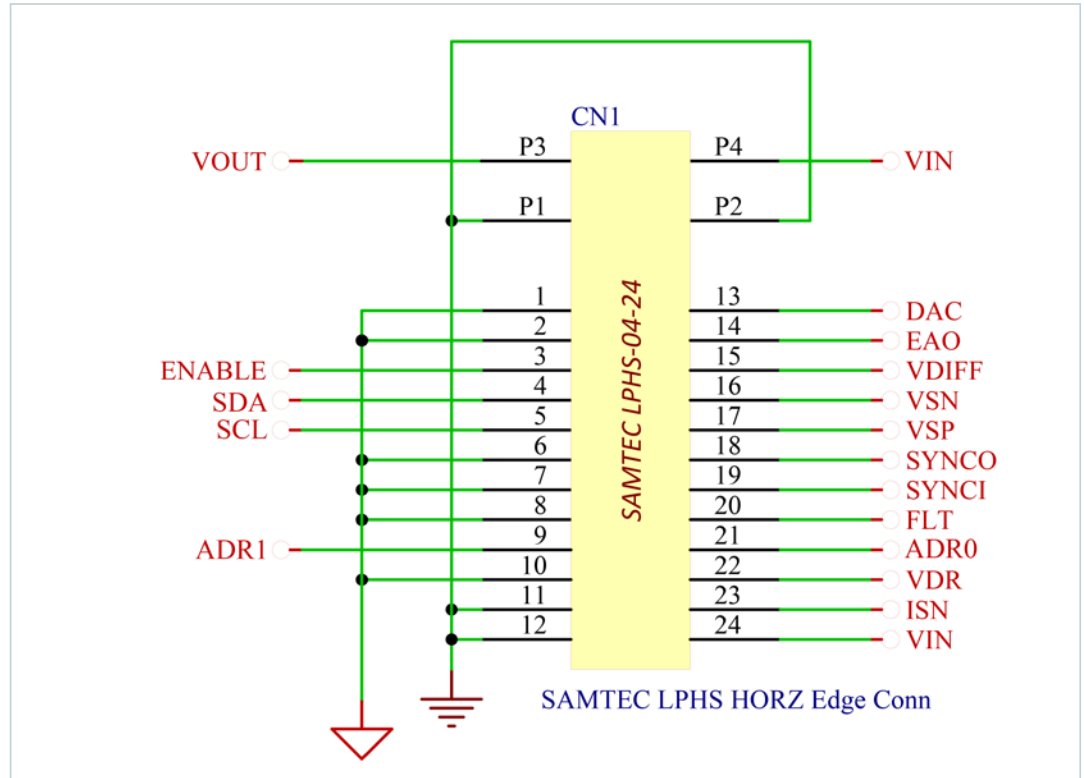 CN1
VOUT P3 P4 VIN
P1 P2
1 13 DAC
2 14 EAO
ENABLE 3 15 VDIFF
SDA 4 16 VSN
SCL 5 17 VSP
6 18 SYNCO
7 19 SYNCI
8 20 FLT
ADR1 9 21 ADR0
10 22 VDR
11 23 ISN
12 24 VIN
SAMTEC LPHS-04-24
SAMTEC LPHS HORZ Edge Conn